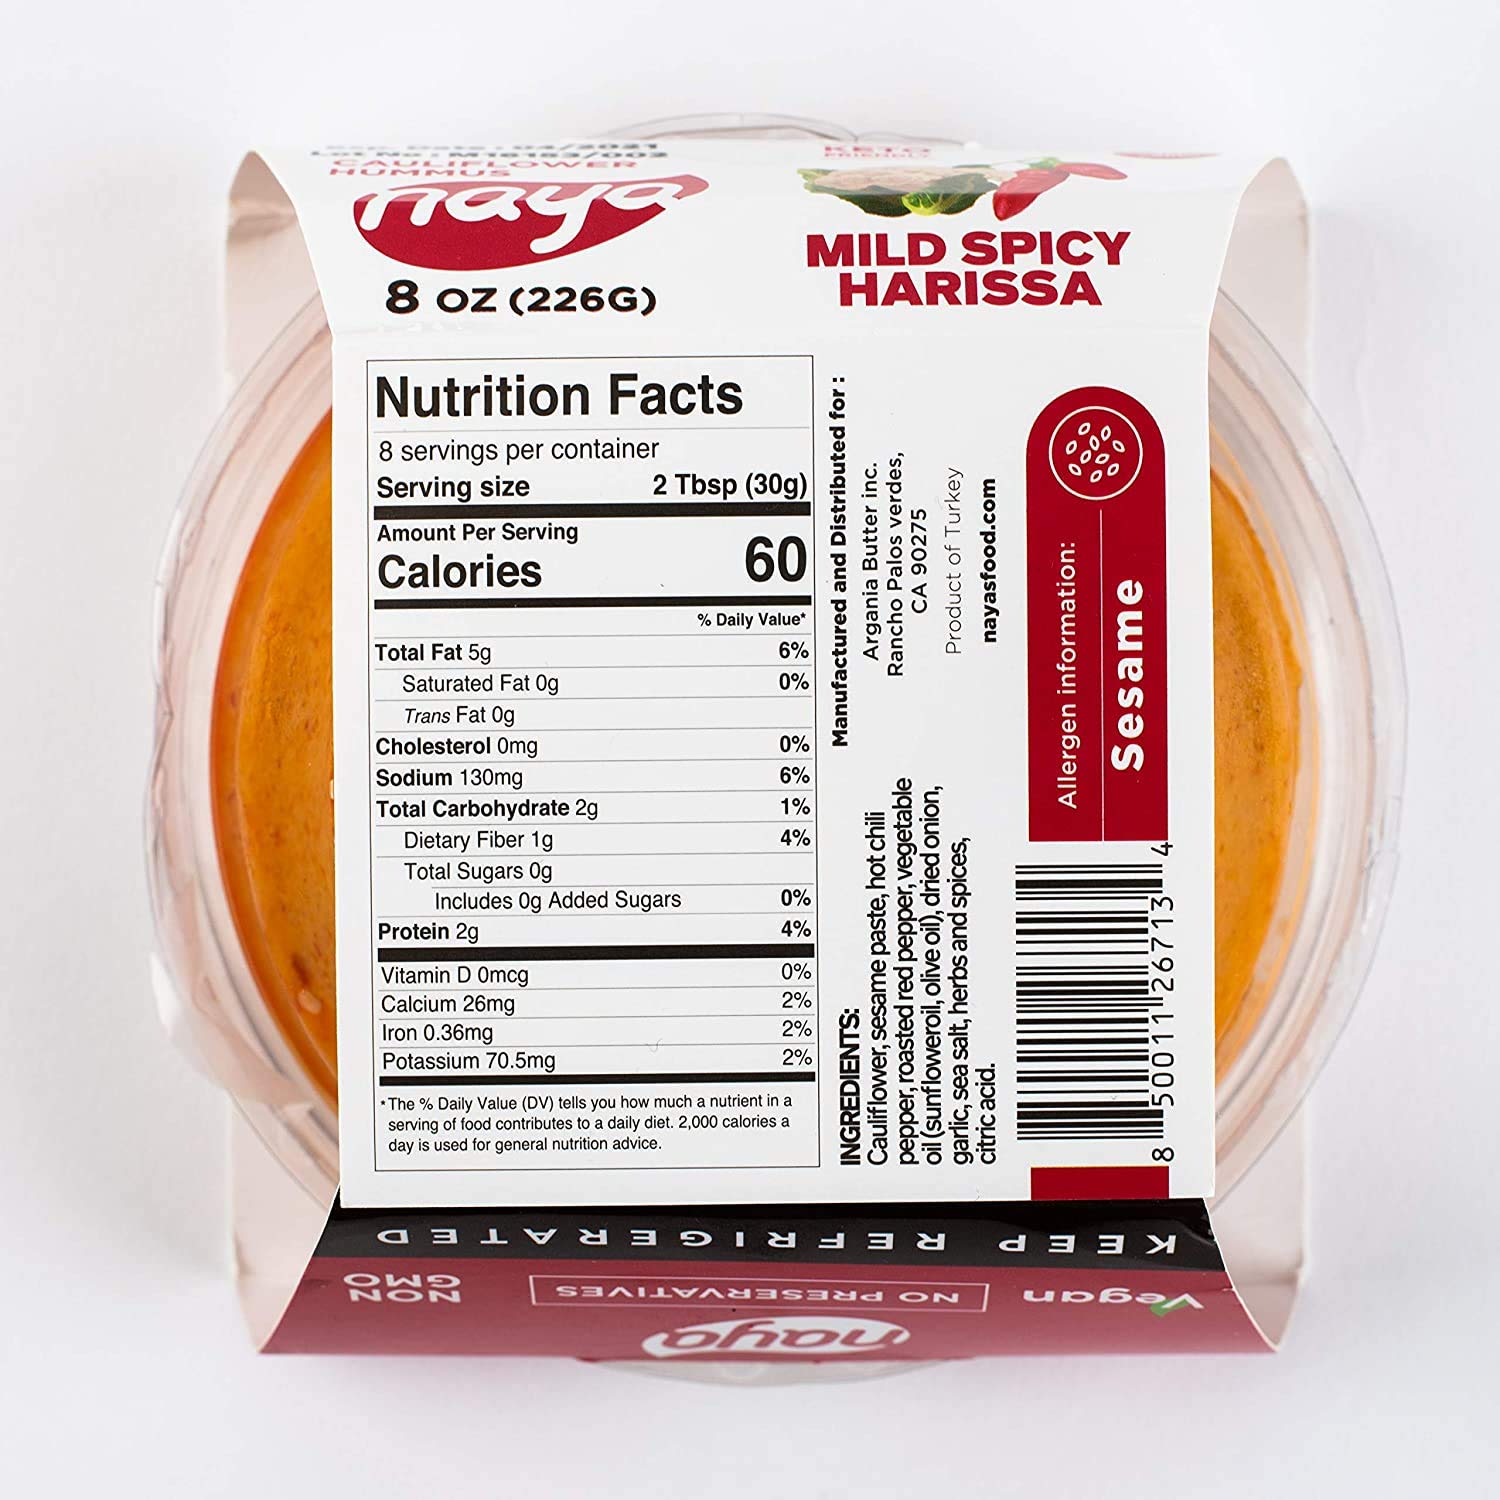 04/2021
Lot No: M16183/002
CAULIFLOWER
HUMMUS
naya
8 OZ (226G)
KETO
FRIENDLY
MILD SPICY
HARISSA
Nutrition Facts
8 servings per container
Serving size 2 Tbsp (30g)
Amount Per Serving
Calories 60
% Daily Value*
Total Fat 5g 6%
Saturated Fat 0g 0%
Trans Fat 0g
Cholesterol 0mg 0%
Sodium 130mg 6%
Total Carbohydrate 2g 1%
Dietary Fiber 1g 4%
Total Sugars 0g
Includes 0g Added Sugars 0%
Protein 2g 4%
Vitamin D 0mcg 0%
Calcium 26mg 2%
Iron 0.36mg 2%
Potassium 70.5mg 2%
*The % Daily Value (DV) tells you how much a nutrient in a
serving of food contributes to a daily diet. 2,000 calories a
day is used for general nutrition advice.
Manufactured and Distributed for :
Argania Butter inc.
Rancho Palos verdes,
CA 90275
Product of Turkey
nayasfood.com
INGREDIENTS:
Cauliflower, sesame paste, hot chili
pepper, roasted red pepper, vegetable
oil (sunfloweroil, olive oil), dried onion,
garlic, sea salt, herbs and spices,
citric acid.
Allergen information:
Sesame
8 50011 26713 4
KEEP REFRIGERATED
Vegan
NO PRESERVATIVES
NON
GMO
naya